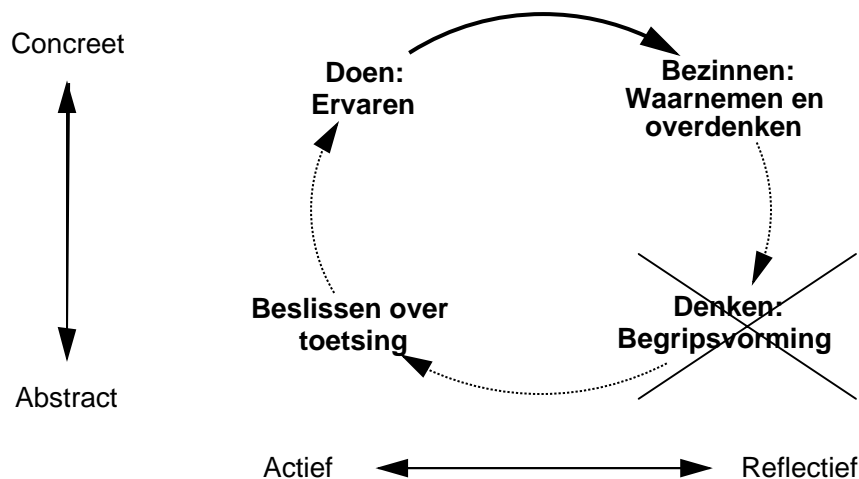 Concreet
Doen:
Ervaren
Bezinnen:
Waarnemen en
overdenken
Beslissen over
toetsing
Denken:
Begripsvorming
Abstract
Actief
Reflectief